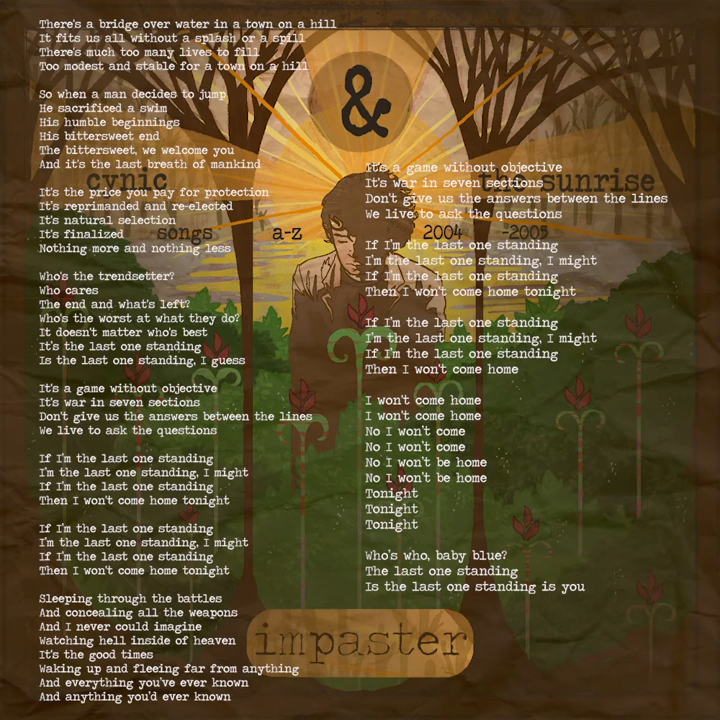 There's a bridge over water in a town on a hill
It fits us all without a splash or a spill
There's much too many lives to fill
Too modest and stable for a town on a hill
So when a man decides to jump
He sacrificed a swim
His humble beginnings
His bittersweet end
The bittersweet, we welcome you
And it's the last breath of mankind
It's the price you pay for protection
It's reprimanded and re-elected
It's natural selection
It's finalized
Nothing more and nothing less
Who's the trendsetter?
Who cares
The end and what's left?
Who's the worst at what they do?
It doesn't matter who's best
It's the last one standing
Is the last one standing, I guess
It's a game without objective
It's war in seven sections
Don't give us the answers between the lines
We live to ask the questions
If I'm the last one standing
I'm the last one standing, I might
If I'm the last one standing
Then I won't come home tonight
If I'm the last one standing
I'm the last one standing, I might
If I'm the last one standing
Then I won't come home tonight
Sleeping through the battles
And concealing all the weapons
And I never could imagine
Watching hell inside of heaven
It's the good times
Waking up and fleeing far from anything
And everything you've ever known
And anything you'd ever known
It's a game without objective
It's war in seven sections
Don't give us the answers between the lines
We live to ask the questions
If I'm the last one standing
I'm the last one standing, I might
If I'm the last one standing
Then I won't come home tonight
If I'm the last one standing
I'm the last one standing, I might
If I'm the last one standing
Then I won't come home
I won't come home
I won't come home
No I won't come
No I won't come
No I won't be home
No I won't be home
Tonight
Tonight
Tonight
Who's who, baby blue?
The last one standing
Is the last one standing is you
&
cynic
the sunrise
songs a-z 2004 -2005
impaster